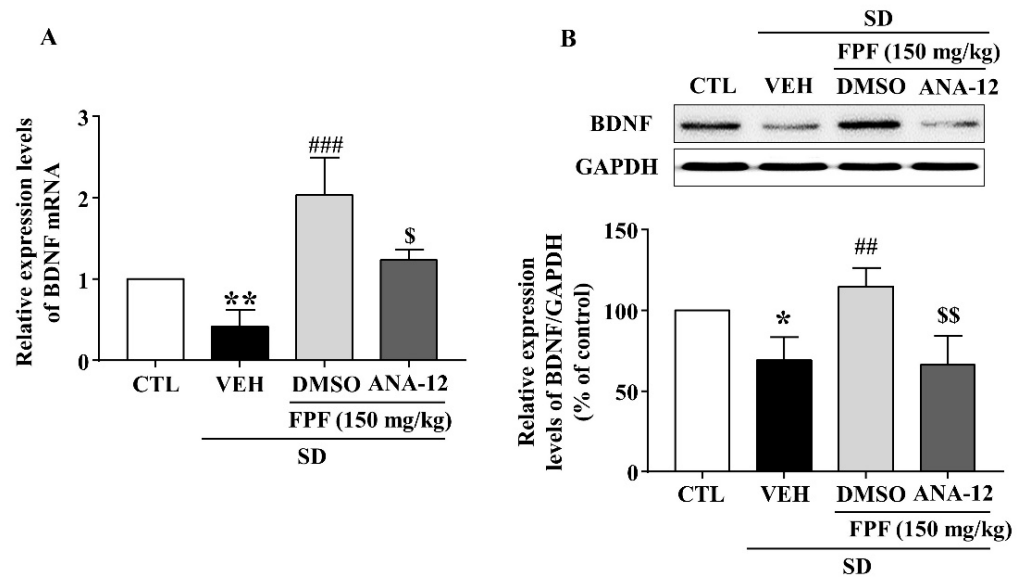 A
Relative expression levels
of BDNF mRNA
3
2
1
0
**
###
$
CTL VEH DMSO ANA-12
FPF (150 mg/kg)
SD
B
SD
FPF (150 mg/kg)
CTL VEH DMSO ANA-12
BDNF
GAPDH
Relative expression
levels of BDNF/GAPDH
(% of control)
150
100
50
0
*
##
$$
CTL VEH DMSO ANA-12
FPF (150 mg/kg)
SD